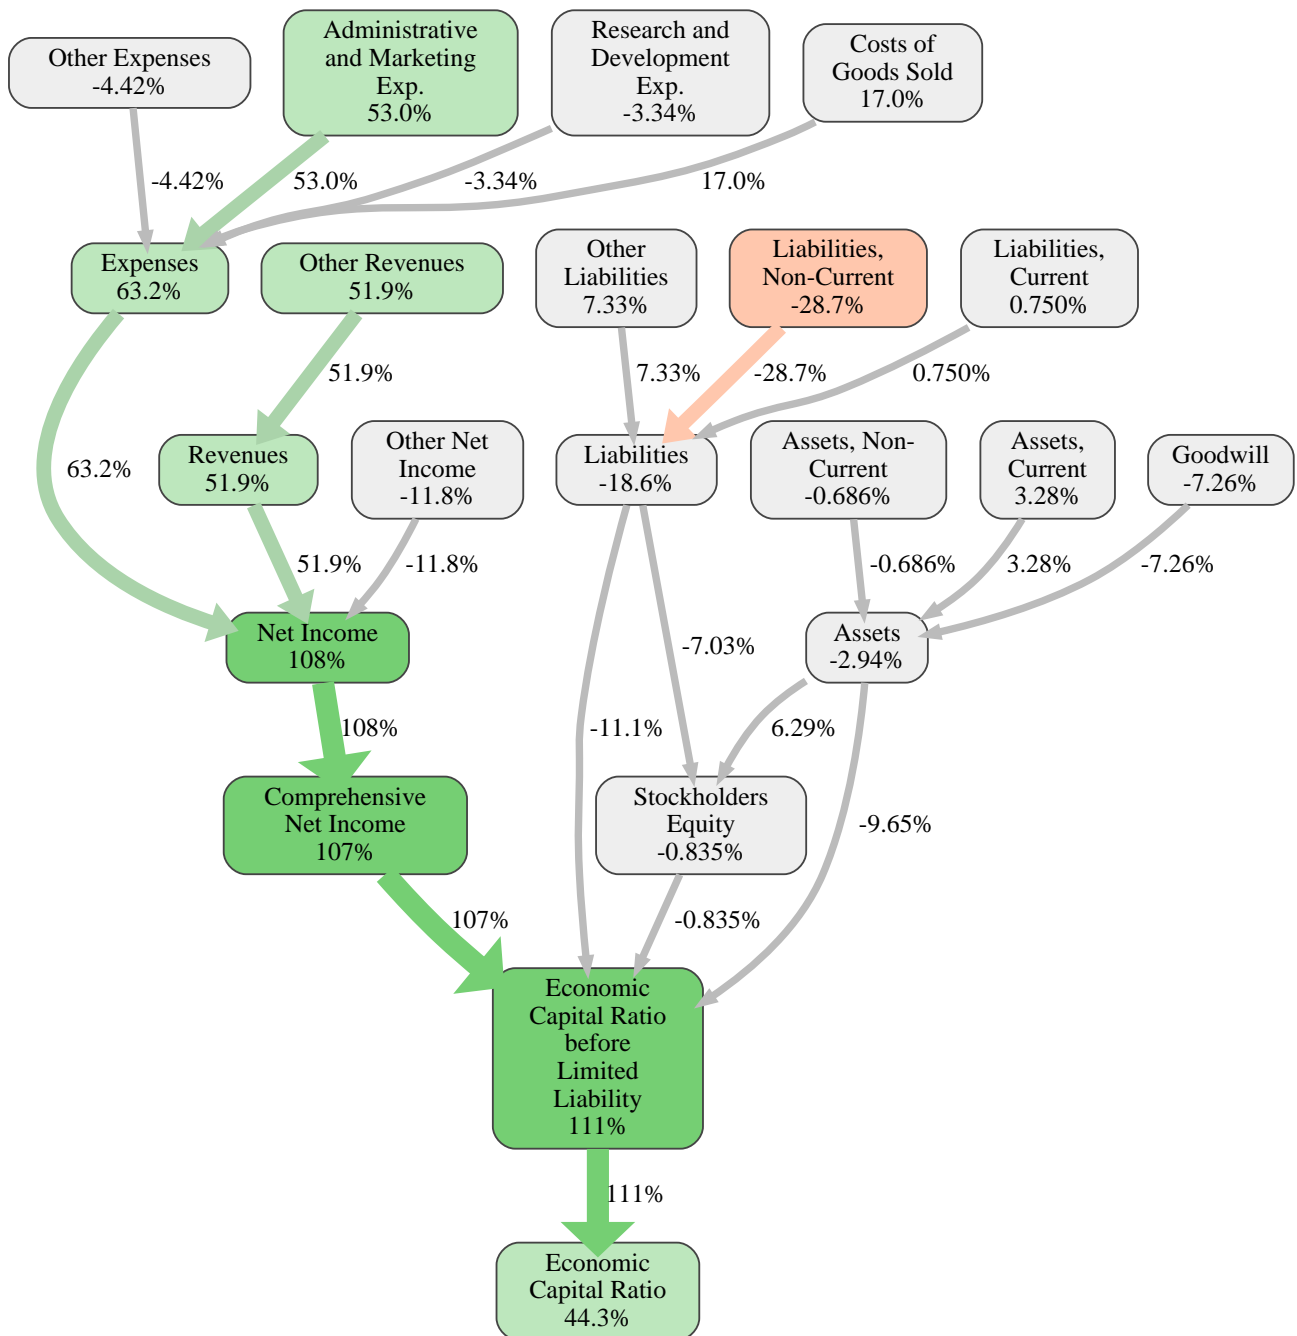 Other Expenses
-4.42%
Administrative
and Marketing
Exp.
53.0%
Research and
Development
Exp.
-3.34%
Costs of
Goods Sold
17.0%
-4.42%
53.0%
-3.34%
17.0%
Expenses
63.2%
Other Revenues
51.9%
Other
Liabilities
7.33%
Liabilities,
Non-Current
-28.7%
Liabilities,
Current
0.750%
51.9%
7.33%
-28.7%
0.750%
63.2%
Revenues
51.9%
Other Net
Income
-11.8%
Liabilities
-18.6%
Assets, Non-
Current
-0.686%
Assets,
Current
3.28%
Goodwill
-7.26%
51.9%
-11.8%
-0.686%
3.28%
-7.26%
Net Income
108%
-7.03%
Assets
-2.94%
108%
-11.1%
6.29%
Comprehensive
Net Income
107%
Stockholders
Equity
-0.835%
-9.65%
107%
-0.835%
Economic
Capital Ratio
before
Limited
Liability
111%
111%
Economic
Capital Ratio
44.3%